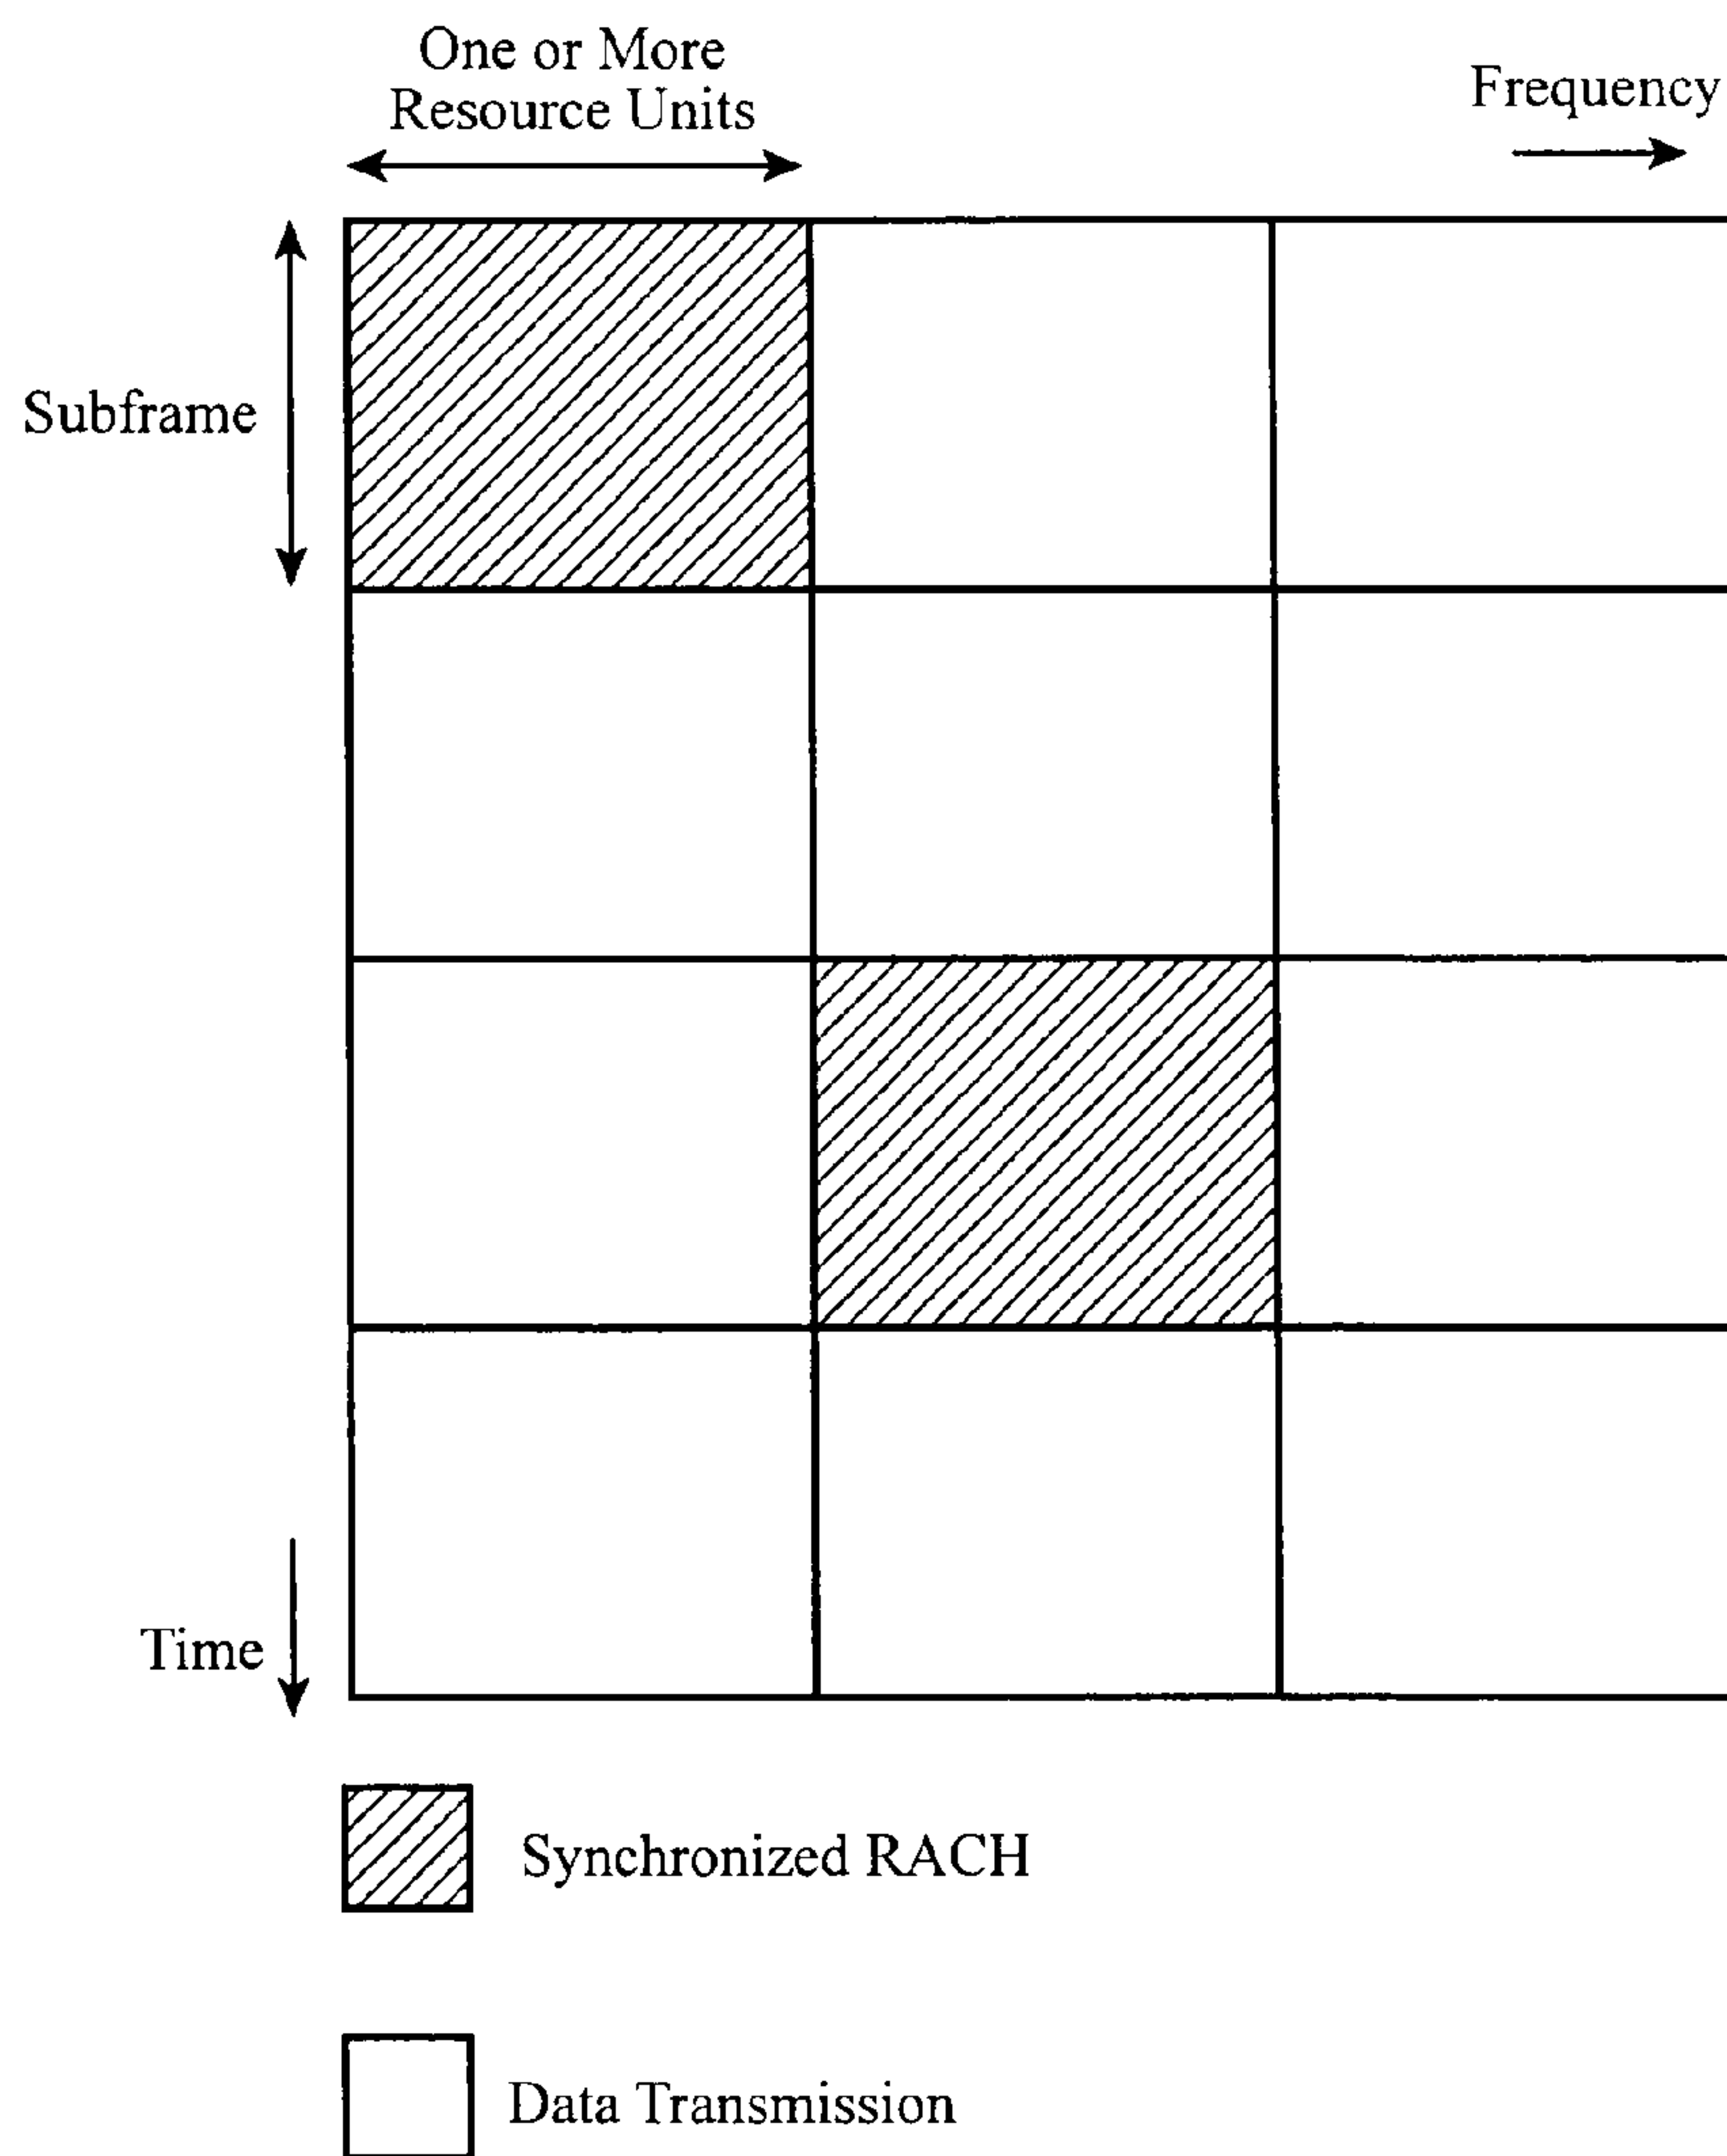 One or More
Resource Units
Frequency
Subframe
Time
Synchronized RACH
Data Transmission